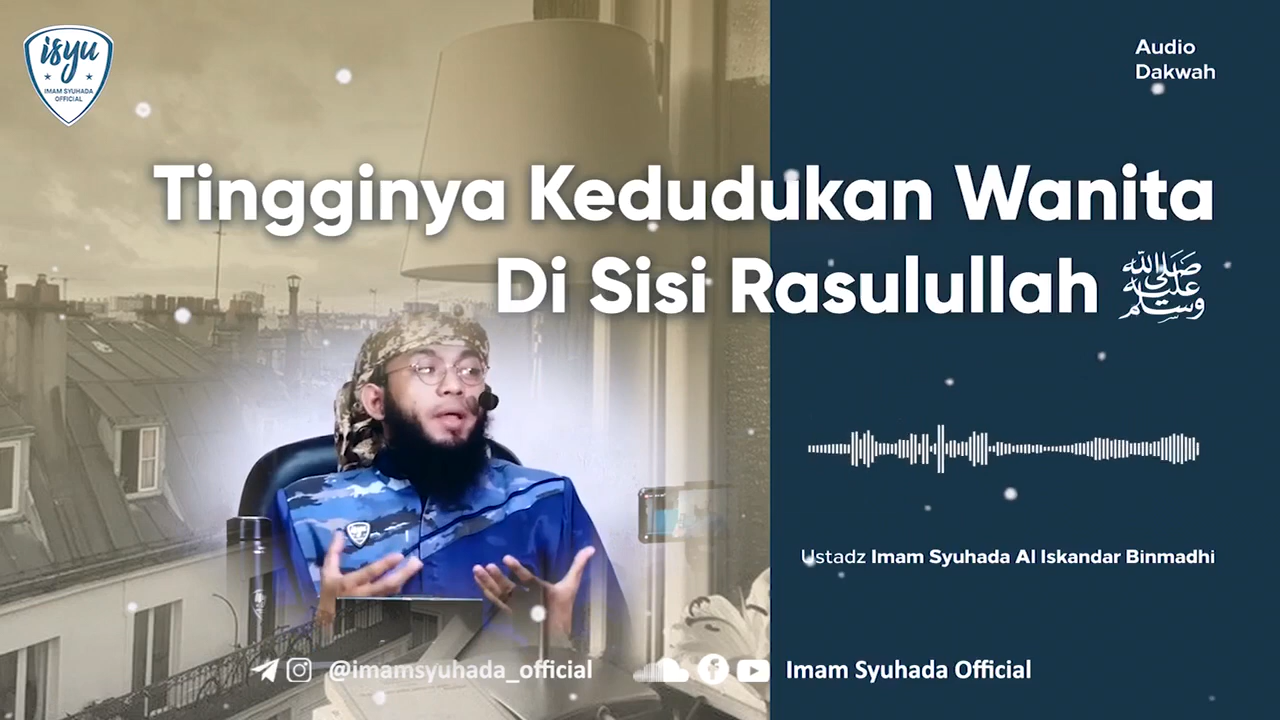 isyu
IMAM SYUHADA
OFFICIAL
Audio
Dakwah
Tingginya Kedudukan Wanita
Di Sisi Rasulullah ﷺ
Ustadz Imam Syuhada Al Iskandar Binmadhi
@imamsyuhada_official
Imam Syuhada Official